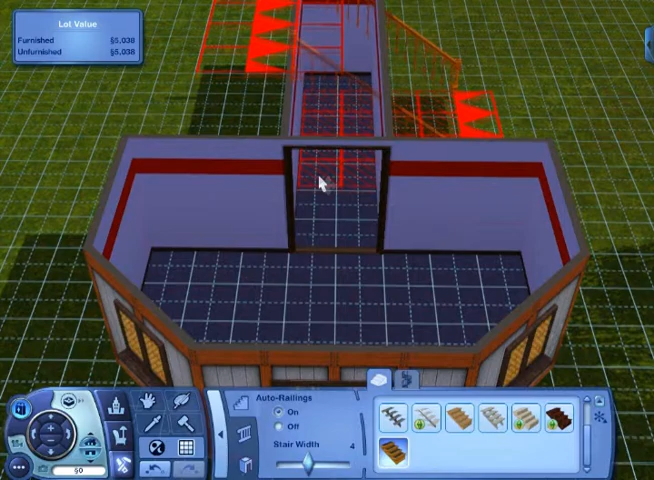 Lot Value
Furnished §5,038
Unfurnished §5,038
Auto-Railings
On
Off
Stair Width 4
§0